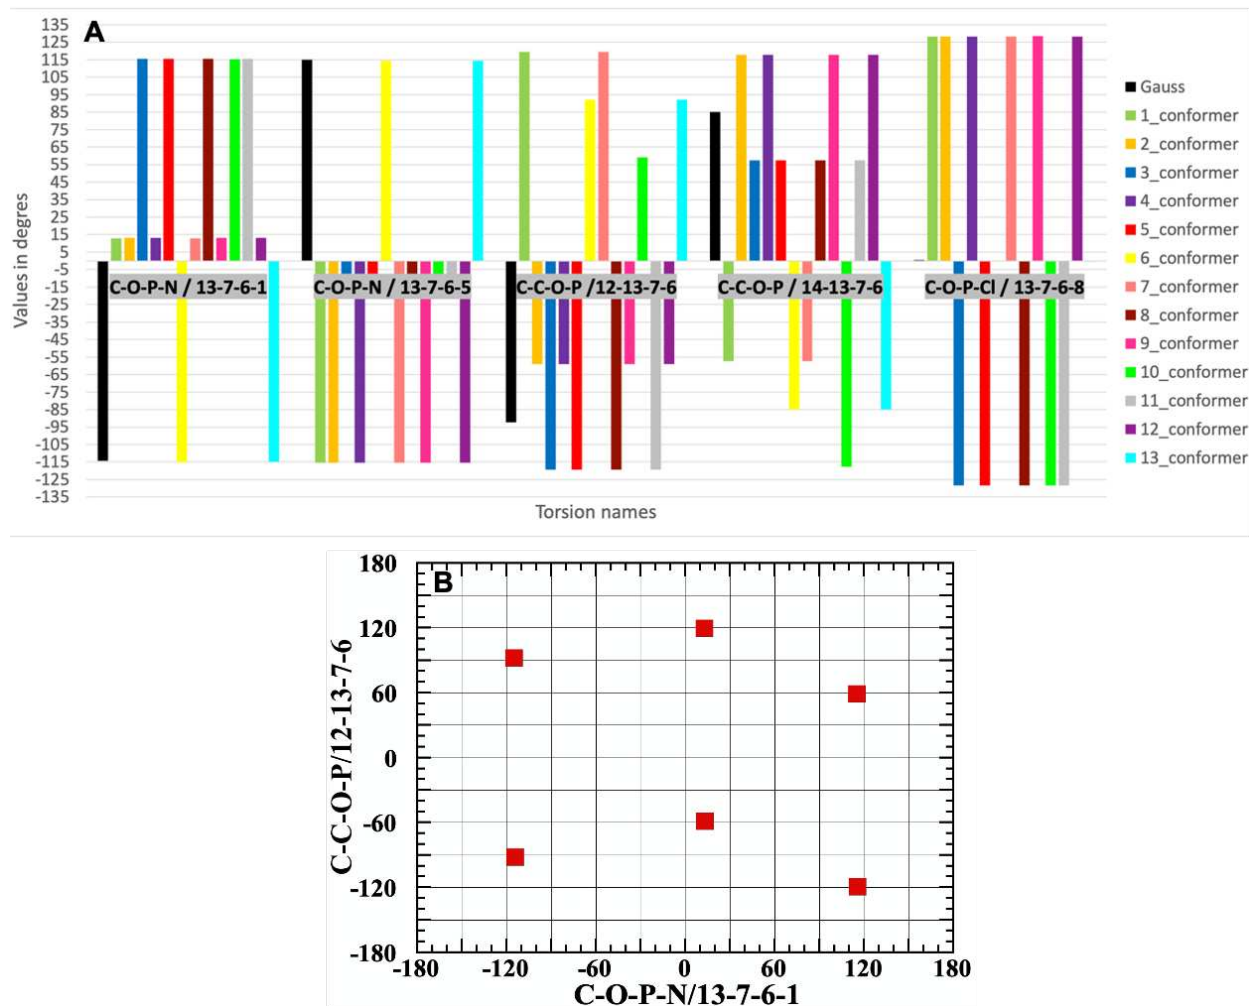 A
135
125
115
105
95
85
75
65
55
45
35
25
15
5
-5
-15
-25
-35
-45
-55
-65
-75
-85
-95
-105
-115
-125
-135
Values in degres
C-O-P-N / 13-7-6-1
C-O-P-N / 13-7-6-5
C-C-O-P /12-13-7-6
C-C-O-P / 14-13-7-6
C-O-P-Cl / 13-7-6-8
Torsion names
Gauss
1_conformer
2_conformer
3_conformer
4_conformer
5_conformer
6_conformer
7_conformer
8_conformer
9_conformer
10_conformer
11_conformer
12_conformer
13_conformer
B
180
120
60
0
-60
-120
-180
C-C-O-P/12-13-7-6
-180 -120 -60 0 60 120 180
C-O-P-N/13-7-6-1